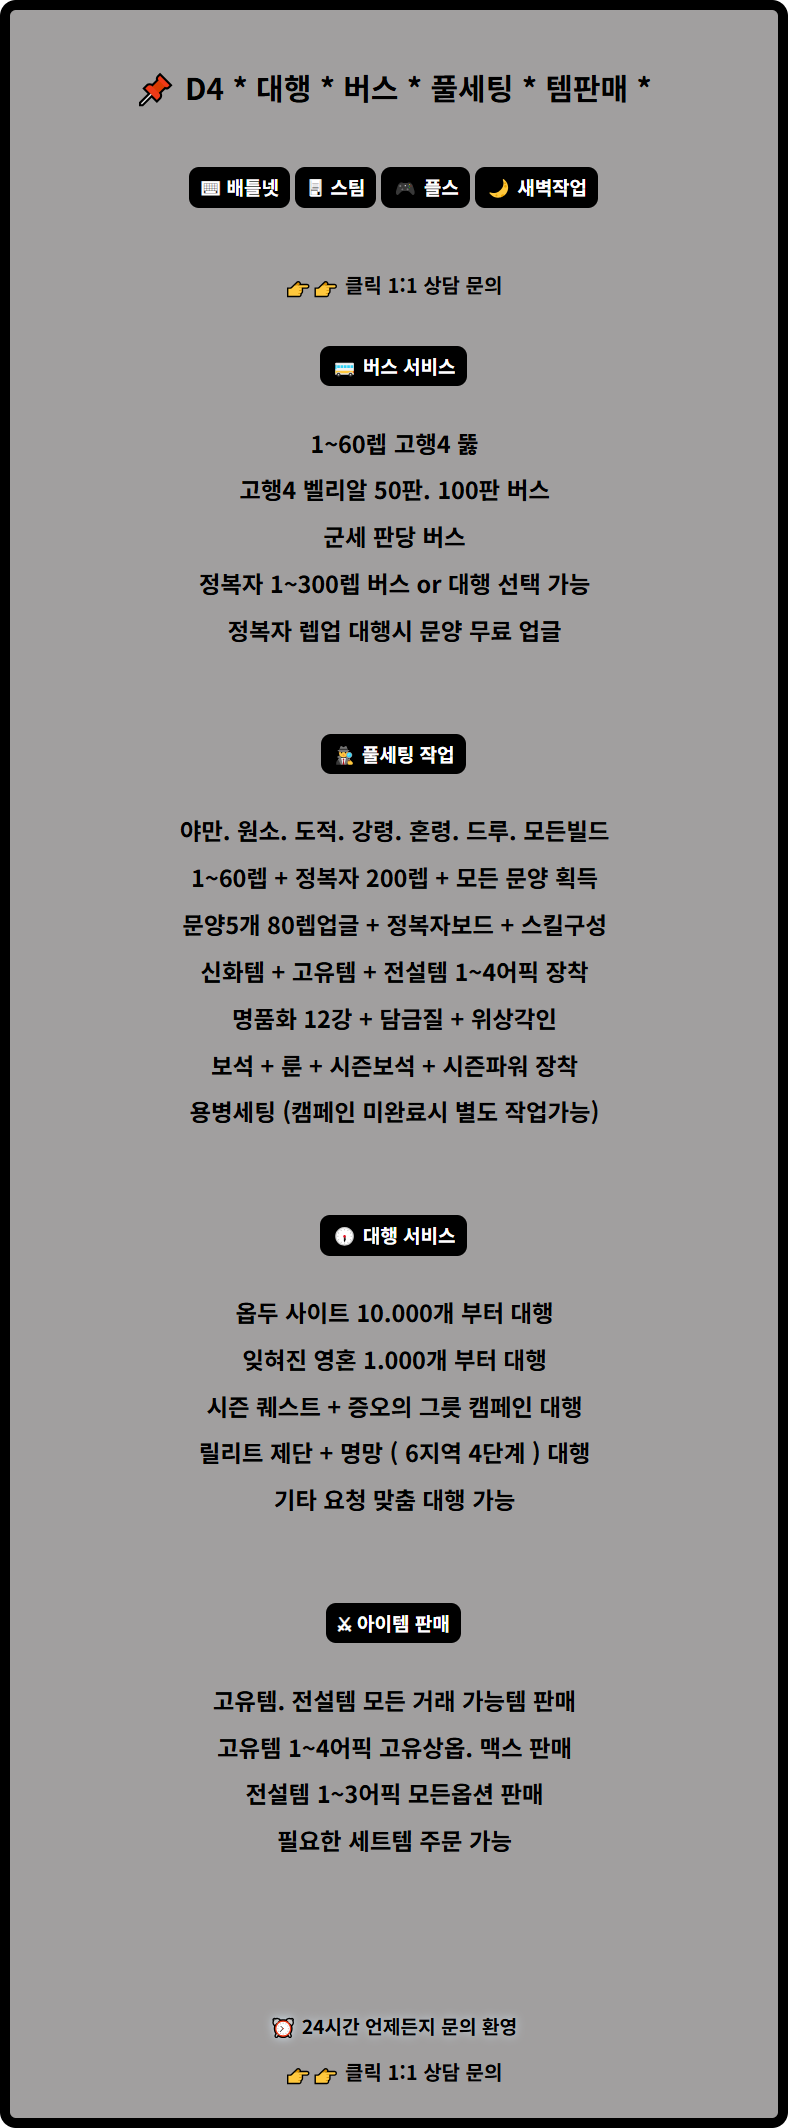 📌 D4 * 대행 * 버스 * 풀세팅 * 템판매 *
⌨ 배틀넷 🎚 스팀 🎮 플스 🌙 새벽작업
👉👉 클릭 1:1 상담 문의
🚌 버스 서비스
1~60렙 고행4 뚫
고행4 벨리알 50판. 100판 버스
군세 판당 버스
정복자 1~300렙 버스 or 대행 선택 가능
정복자 렙업 대행시 문양 무료 업글
🕵 풀세팅 작업
야만. 원소. 도적. 강령. 혼령. 드루. 모든빌드
1~60렙 + 정복자 200렙 + 모든 문양 획득
문양5개 80렙업글 + 정복자보드 + 스킬구성
신화템 + 고유템 + 전설템 1~4어픽 장착
명품화 12강 + 담금질 + 위상각인
보석 + 룬 + 시즌보석 + 시즌파워 장착
용병세팅 (캠페인 미완료시 별도 작업가능)
🕧 대행 서비스
옵두 사이트 10.000개 부터 대행
잊혀진 영혼 1.000개 부터 대행
시즌 퀘스트 + 증오의 그릇 캠페인 대행
릴리트 제단 + 명망 ( 6지역 4단계 ) 대행
기타 요청 맞춤 대행 가능
⚔ 아이템 판매
고유템. 전설템 모든 거래 가능템 판매
고유템 1~4어픽 고유상옵. 맥스 판매
전설템 1~3어픽 모든옵션 판매
필요한 세트템 주문 가능
⏰ 24시간 언제든지 문의 환영
👉👉 클릭 1:1 상담 문의